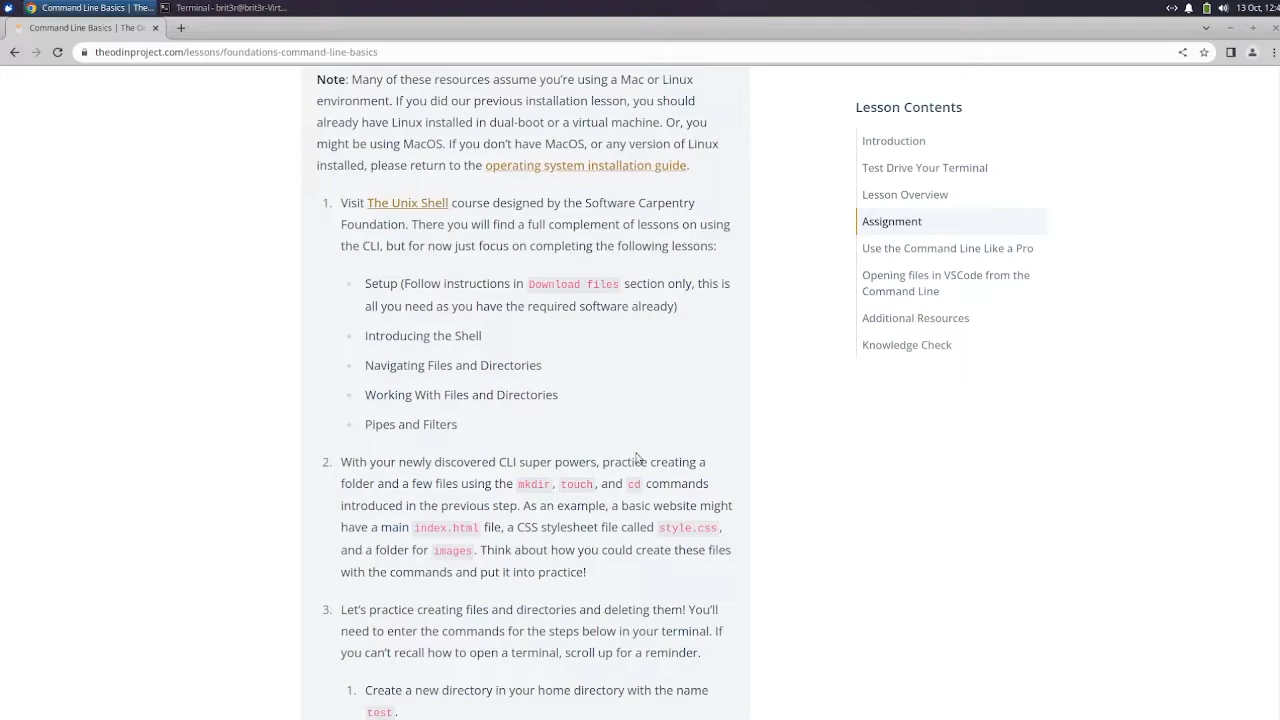 Command Line Basics | The...
Terminal - brit3r@brit3r-Virt...
13 Oct, 12:4
Command Line Basics | The O
theodinproject.com/lessons/foundations-command-line-basics
Note: Many of these resources assume you're using a Mac or Linux
environment. If you did our previous installation lesson, you should
already have Linux installed in dual-boot or a virtual machine. Or, you
might be using MacOS. If you don't have MacOS, or any version of Linux
installed, please return to the operating system installation guide.
1. Visit The Unix Shell course designed by the Software Carpentry
Foundation. There you will find a full complement of lessons on using
the CLI, but for now just focus on completing the following lessons:
Setup (Follow instructions in Download files section only, this is
all you need as you have the required software already)
Introducing the Shell
Navigating Files and Directories
Working With Files and Directories
Pipes and Filters
2. With your newly discovered CLI super powers, practice creating a
folder and a few files using the mkdir, touch, and cd commands
introduced in the previous step. As an example, a basic website might
have a main index.html file, a CSS stylesheet file called style.css,
and a folder for images. Think about how you could create these files
with the commands and put it into practice!
3. Let's practice creating files and directories and deleting them! You'll
need to enter the commands for the steps below in your terminal. If
you can't recall how to open a terminal, scroll up for a reminder.
1. Create a new directory in your home directory with the name
test.
Lesson Contents
Introduction
Test Drive Your Terminal
Lesson Overview
Assignment
Use the Command Line Like a Pro
Opening files in VSCode from the
Command Line
Additional Resources
Knowledge Check